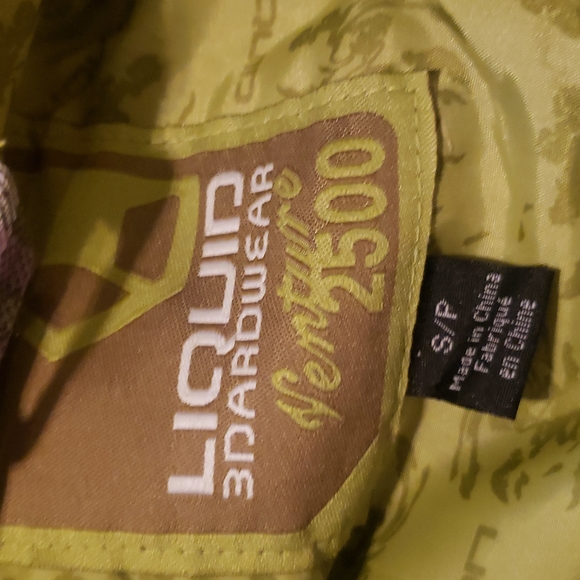 LIQUID
BOARDWEAR
Venture
2500
S/P
Made in China
Fabriqué
en Chine